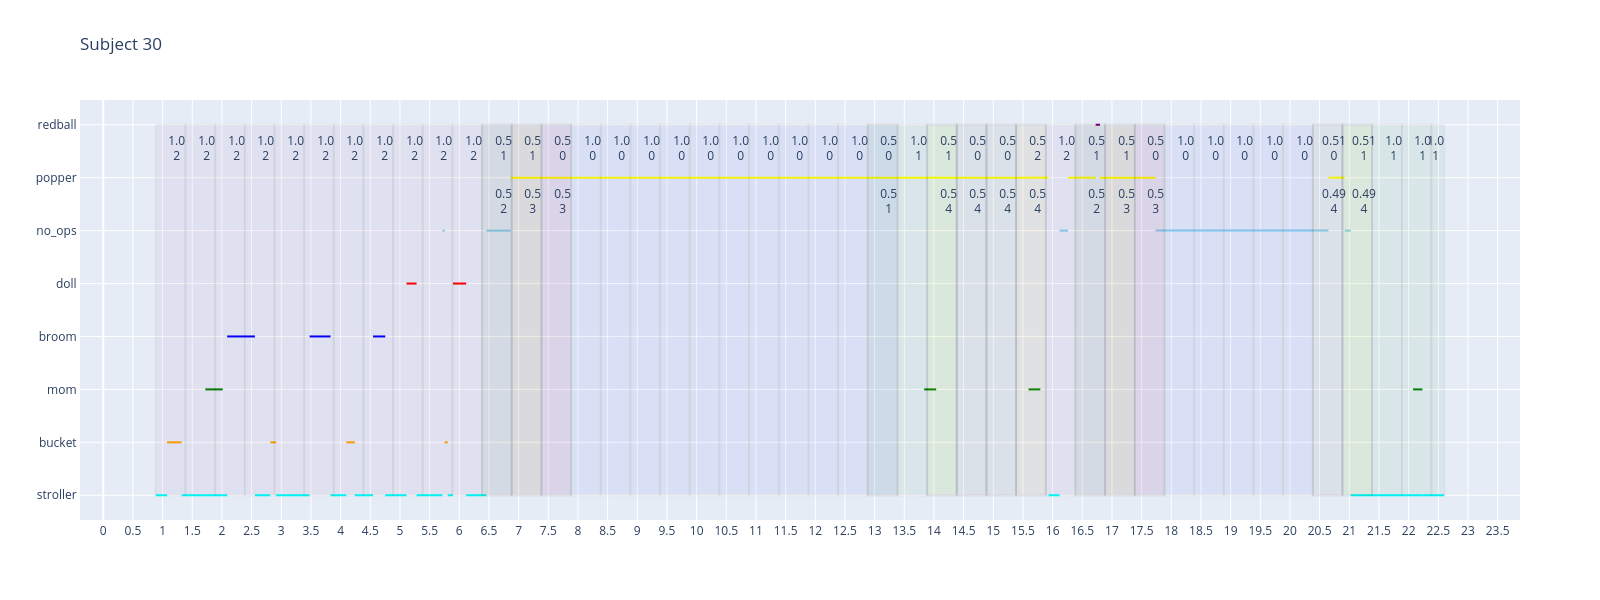 Subject 30
redball
1.0 1.0 1.0 1.0 1.0 1.0 1.0 1.0 1.0 1.0 1.0 0.5 0.5 0.5 1.0 1.0 1.0 1.0 1.0 1.0 1.0 1.0 1.0 1.0 0.5 1.0 0.5 0.5 0.5 0.5 1.0 0.5 0.5 0.5 1.0 1.0 1.0 1.0 1.0 0.51 0.51 1.0 1.0 1.0
2 2 2 2 2 2 2 2 2 2 2 1 1 0 0 0 0 0 0 0 0 0 0 0 0 1 1 0 0 2 2 1 1 0 0 0 0 0 0 0 1 1 1 1
popper
0.5 0.5 0.5 0.5 0.5 0.5 0.5 0.5 0.5 0.5 0.5 0.49 0.49
2 3 3 1 4 4 4 4 2 3 3 4 4
no_ops
doll
broom
mom
bucket
stroller
0 0.5 1 1.5 2 2.5 3 3.5 4 4.5 5 5.5 6 6.5 7 7.5 8 8.5 9 9.5 10 10.5 11 11.5 12 12.5 13 13.5 14 14.5 15 15.5 16 16.5 17 17.5 18 18.5 19 19.5 20 20.5 21 21.5 22 22.5 23 23.5